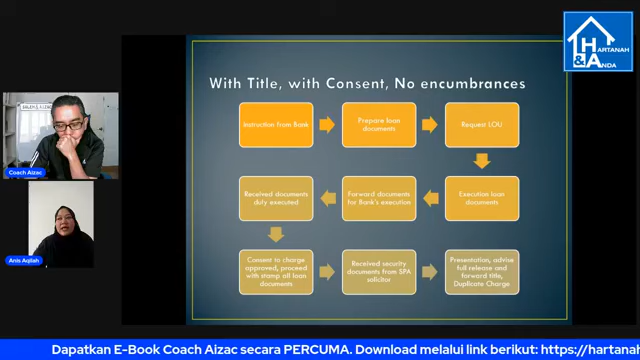 HARTANAH
& ANDA
With Title, with Consent, No encumbrances
Instruction from Bank
Prepare loan
documents
Request LOU
Received documents
duly executed
Forward documents
for Bank's execution
Execution loan
documents
Consent to charge
approved, proceed
with stamp all loan
documents
Received security
documents from SPA
solicitor
Presentation, advise
full release and
forward title,
Duplicate Charge
Coach Aizac
Anis Aqilah
Dapatkan E-Book Coach Aizac secara PERCUMA. Download melalui link berikut: https://hartanah